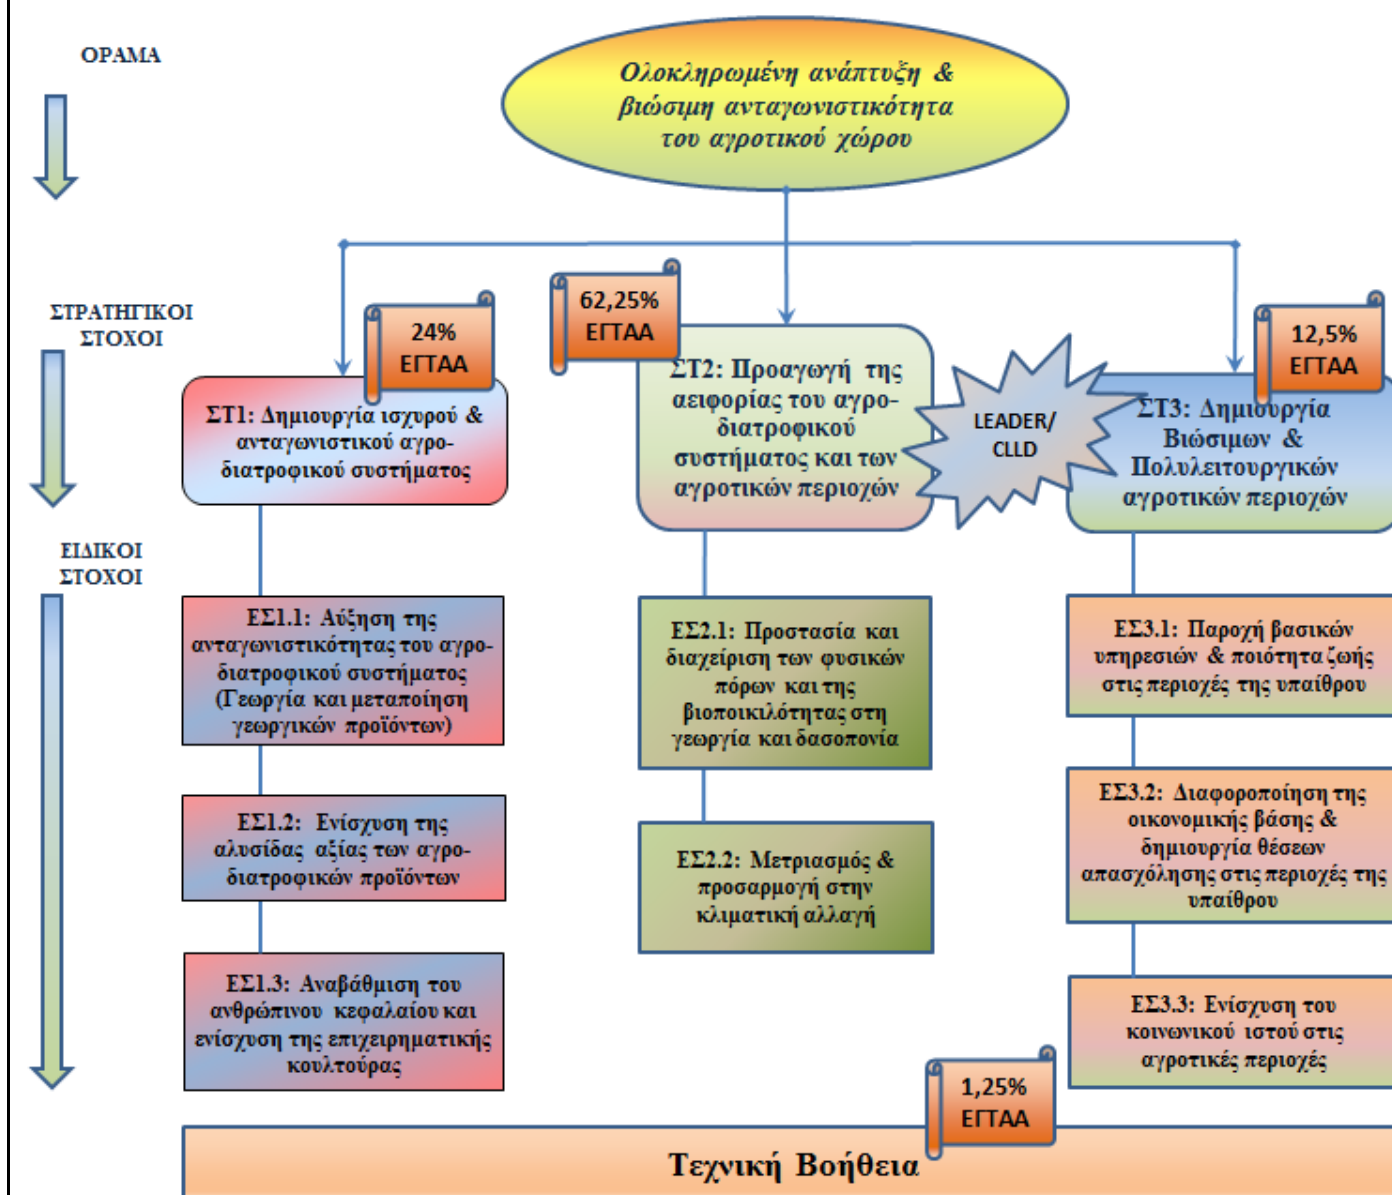 ΟΡΑΜΑ
Ολοκληρωμένη ανάπτυξη &
βιώσιμη ανταγωνιστικότητα
του αγροτικού χώρου
ΣΤΡΑΤΗΓΙΚΟΙ
ΣΤΟΧΟΙ
24%
ΕΓΤΑΑ
62,25%
ΕΓΤΑΑ
12,5%
ΕΓΤΑΑ
ΣΤ1: Δημιουργία ισχυρού &
ανταγωνιστικού αγρο-
διατροφικού συστήματος
ΣΤ2: Προαγωγή της
αειφορίας του αγρο-
διατροφικού
συστήματος και των
αγροτικών περιοχών
LEADER/
CLLD
ΣΤ3: Δημιουργία
Βιώσιμων &
Πολυλειτουργικών
αγροτικών περιοχών
ΕΙΔΙΚΟΙ
ΣΤΟΧΟΙ
ΕΣ1.1: Αύξηση της
ανταγωνιστικότητας του αγρο-
διατροφικού συστήματος
(Γεωργία και μεταποίηση
γεωργικών προϊόντων)
ΕΣ1.2: Ενίσχυση της
αλυσίδας αξίας των αγρο-
διατροφικών προϊόντων
ΕΣ1.3: Αναβάθμιση του
ανθρώπινου κεφαλαίου και
ενίσχυση της επιχειρηματικής
κουλτούρας
ΕΣ2.1: Προστασία και
διαχείριση των φυσικών
πόρων και της
βιοποικιλότητας στη
γεωργία και δασοπονία
ΕΣ2.2: Μετριασμός &
προσαρμογή στην
κλιματική αλλαγή
ΕΣ3.1: Παροχή βασικών
υπηρεσιών & ποιότητα ζωής
στις περιοχές της υπαίθρου
ΕΣ3.2: Διαφοροποίηση της
οικονομικής βάσης &
δημιουργία θέσεων
απασχόλησης στις περιοχές της
υπαίθρου
ΕΣ3.3: Ενίσχυση του
κοινωνικού ιστού στις
αγροτικές περιοχές
1,25%
ΕΓΤΑΑ
Τεχνική Βοήθεια